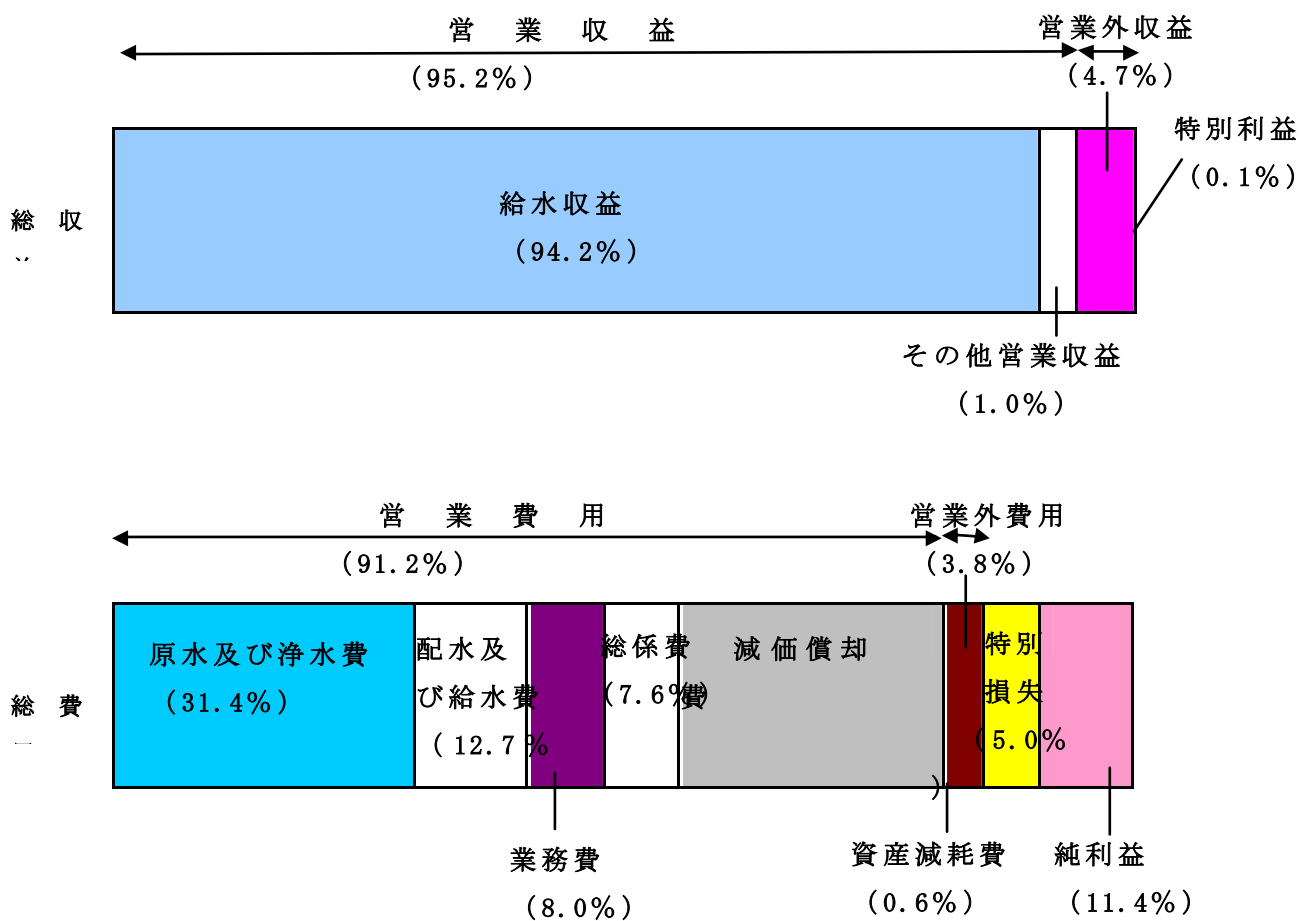 営業収益
(95.2%)
営業外収益
(4.7%)
特別利益
(0.1%)
総収
給水収益
(94.2%)
その他営業収益
(1.0%)
営業費用
(91.2%)
営業外費用
(3.8%)
総費
原水及び浄水費
(31.4%)
配水及
び給水費
(12.7%
総係費
(7.6%)
減価償却
費
)
特別
損失
(5.0%
業務費
(8.0%)
資産減耗費
(0.6%)
純利益
(11.4%)